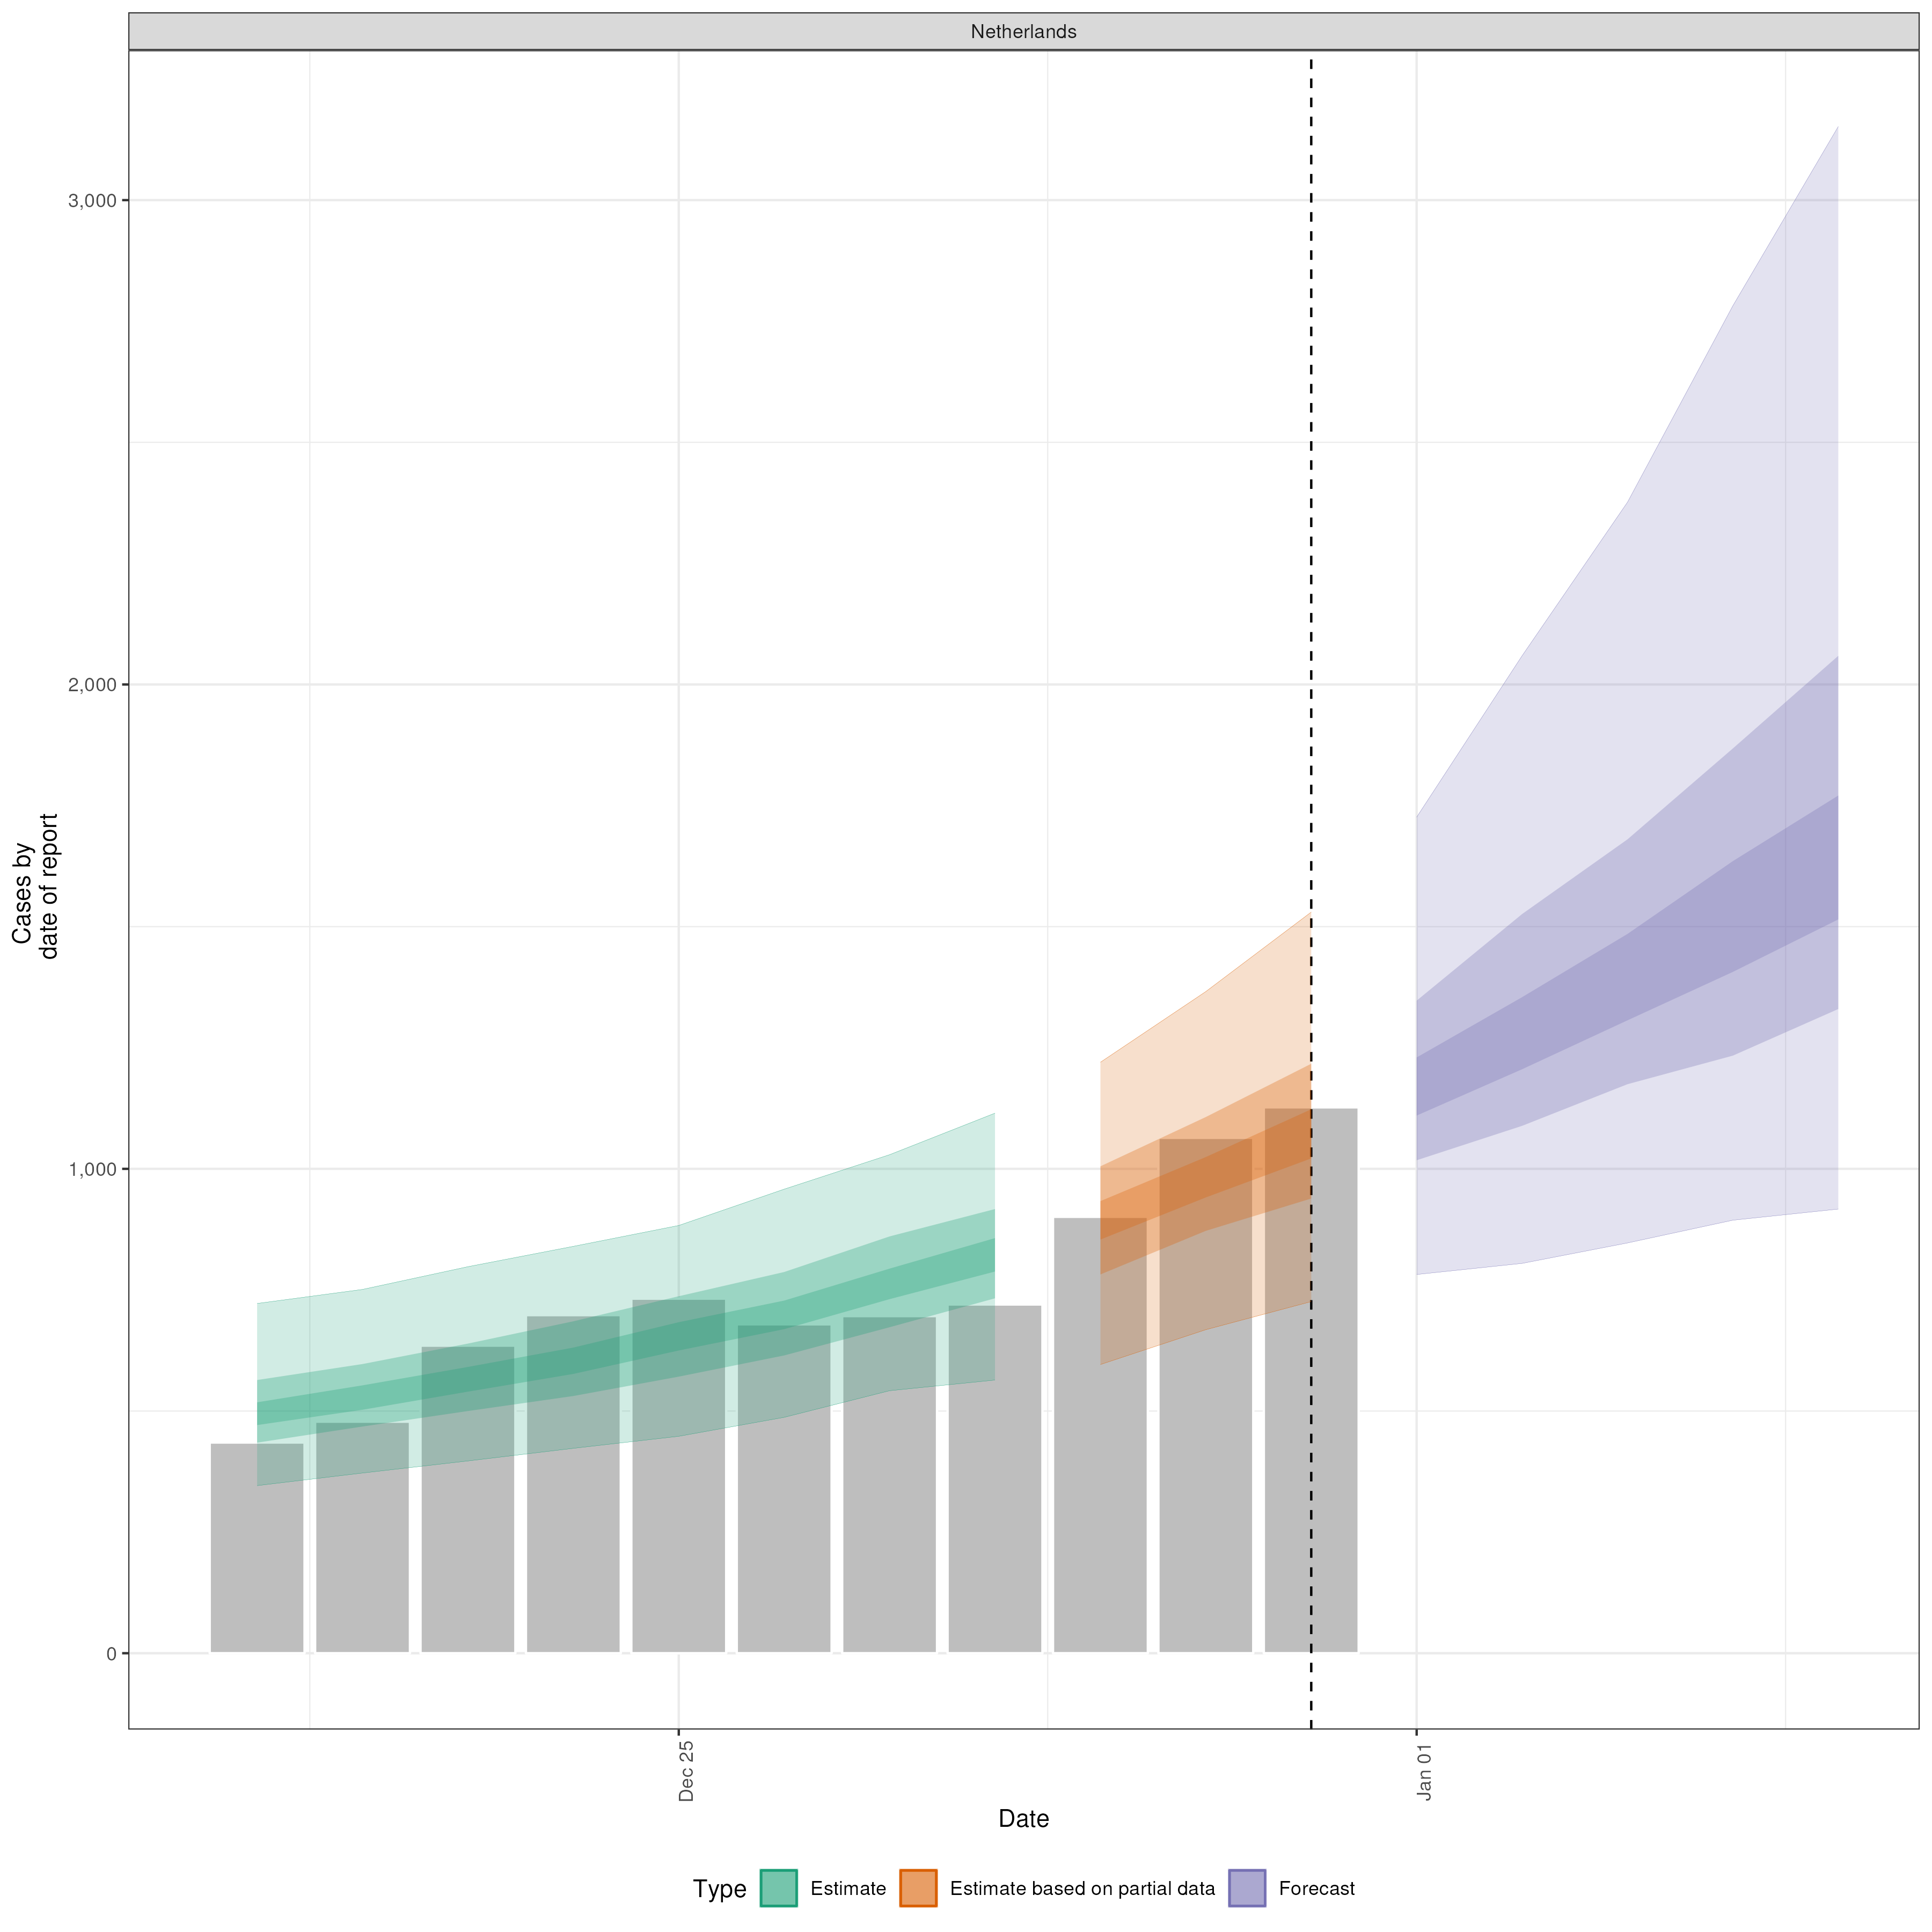 Netherlands
3,000
2,000
1,000
0
Cases by
date of report
Dec 25
Jan 01
Date
Type
Estimate
Estimate based on partial data
Forecast